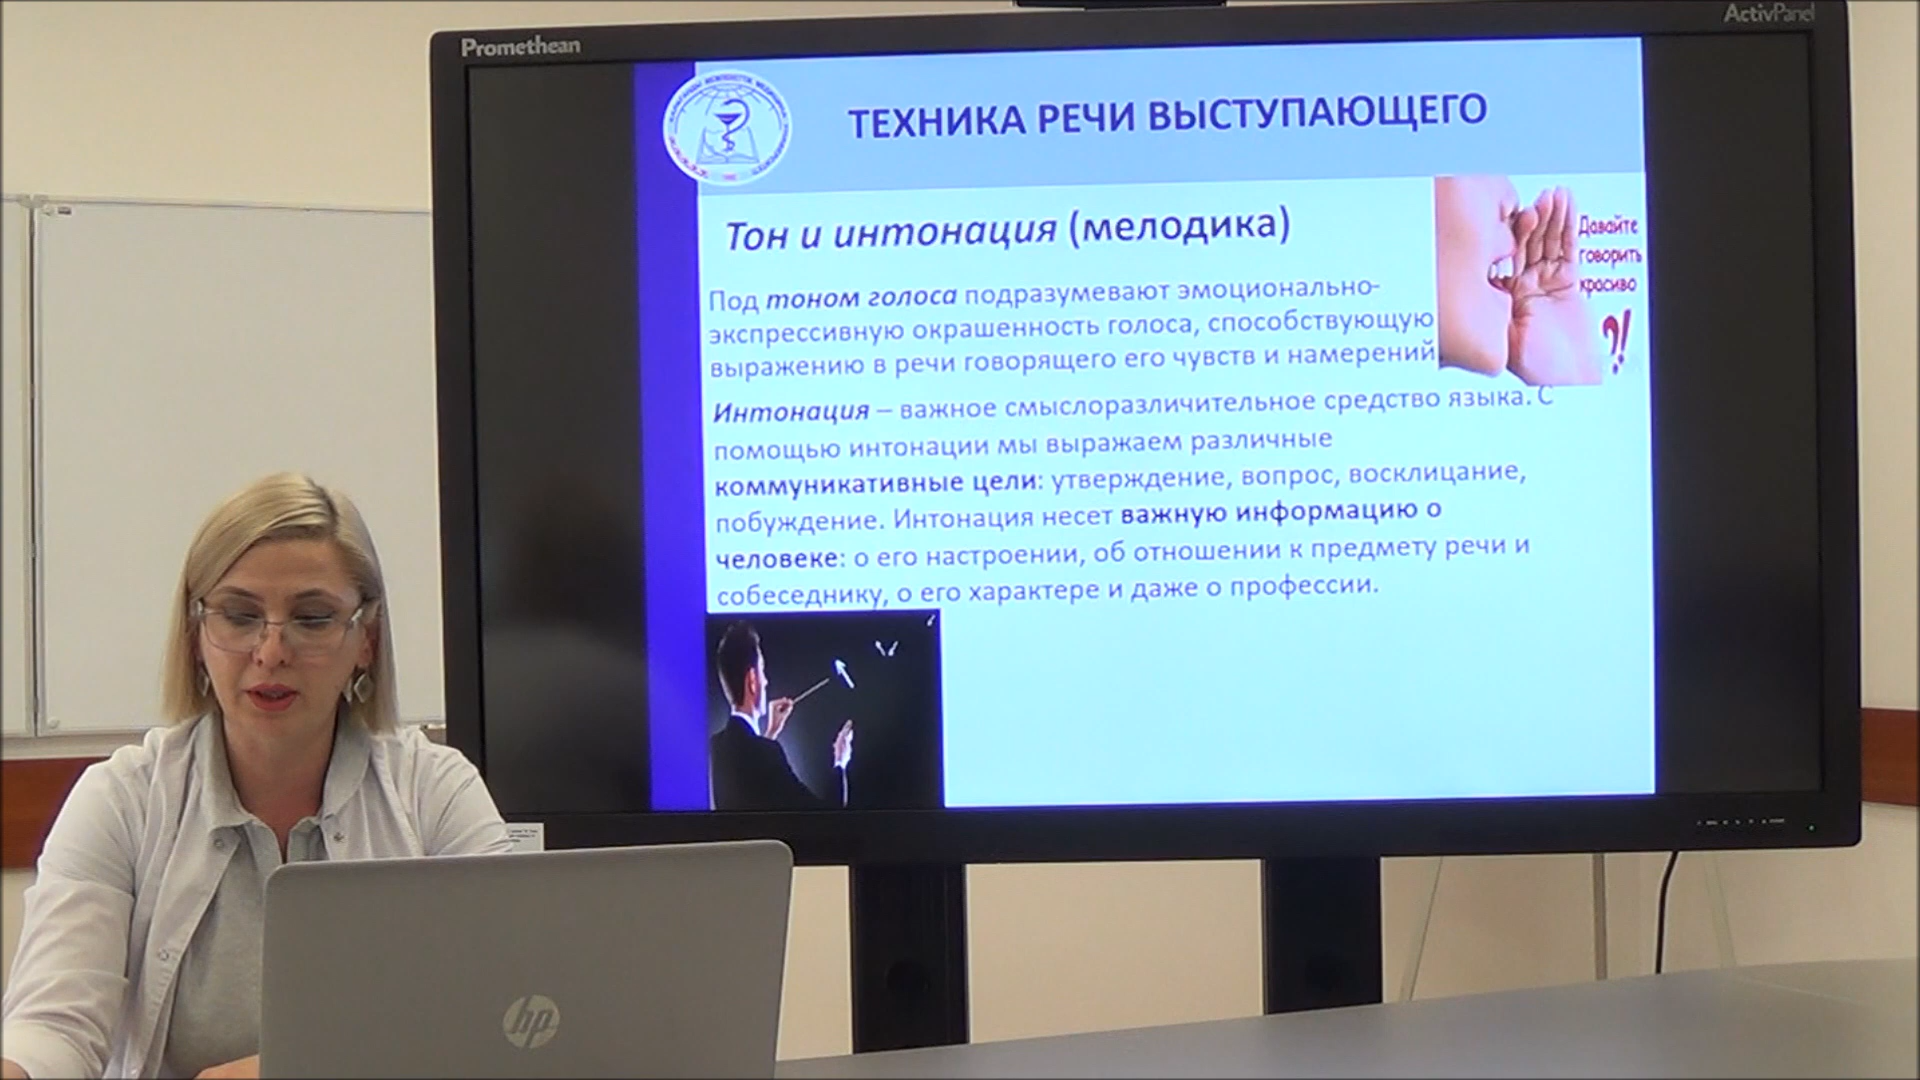 Promethean
ActivPanel
ТЕХНИКА РЕЧИ ВЫСТУПАЮЩЕГО
Тон и интонация (мелодика)
Давайте
говорить
красиво
?!
Под тоном голоса подразумевают эмоционально-
экспрессивную окрашенность голоса, способствующую
выражению в речи говорящего его чувств и намерений.
Интонация – важное смыслоразличительное средство языка. С
помощью интонации мы выражаем различные
коммуникативные цели: утверждение, вопрос, восклицание,
побуждение. Интонация несет важную информацию о
человеке: о его настроении, об отношении к предмету речи и
собеседнику, о его характере и даже о профессии.
hp